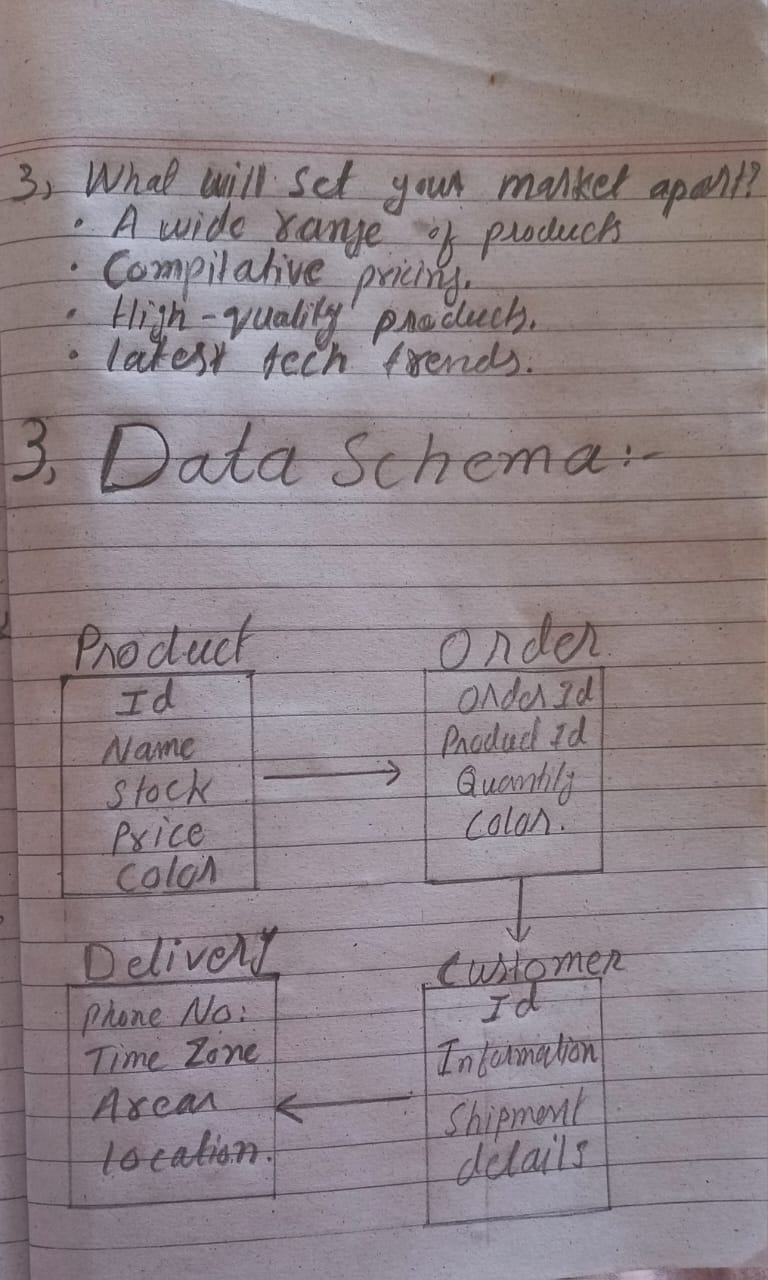 3, What will set your market apart?
• A wide range of products
• Compitative pricing.
• High-quality products.
• latest tech trends.
3, Data Schema:-
Product
Id
Name
Stock
Price
Color
Order
Order Id
Product Id
Quantity
Color.
Delivery
Phone No:
Time Zone
Areas
location.
Customer
Id
Information
Shipment
details